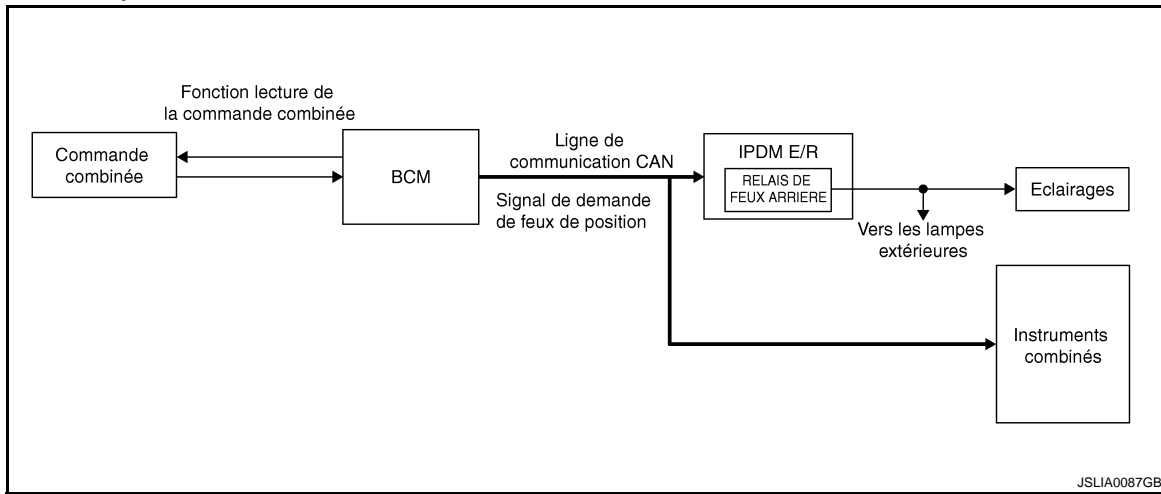 Fonction lecture de
la commande combinée
Commande
combinée
BCM
Ligne de
communication CAN
Signal de demande
de feux de position
IPDM E/R
RELAIS DE
FEUX ARRIERE
Eclairages
Vers les lampes
extérieures
Instruments
combinés
JSLIA0087GB